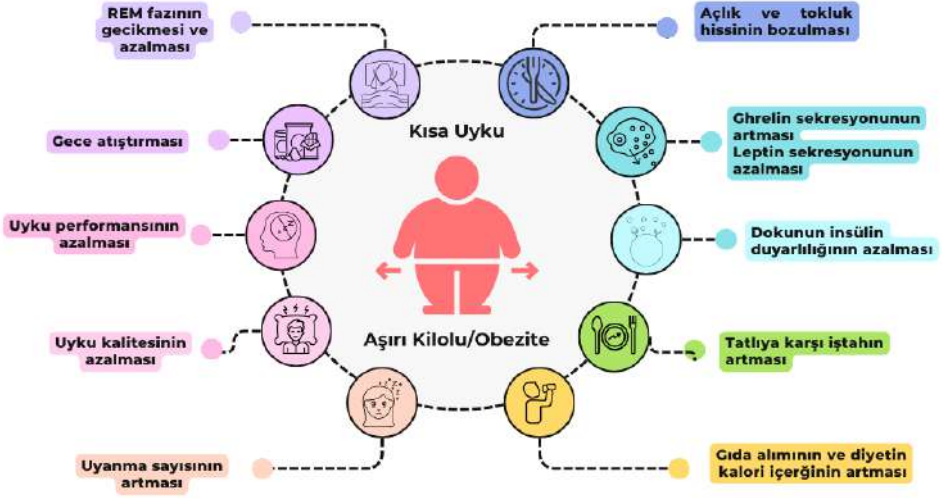 REM fazının
gecikmesi ve
azalması
Açlık ve tokluk
hissinin bozulması
Kısa Uyku
Gece atıştırması
Ghrelin sekresyonunun
artması
Leptin sekresyonunun
azalması
Uyku performansının
azalması
Dokunun insülin
duyarlılığının azalması
Uyku kalitesinin
azalması
Aşırı Kilolu/Obezite
Tatlıya karşı iştahın
artması
Uyanma sayısının
artması
Gıda alımının ve diyetin
kalori içerğinin artması